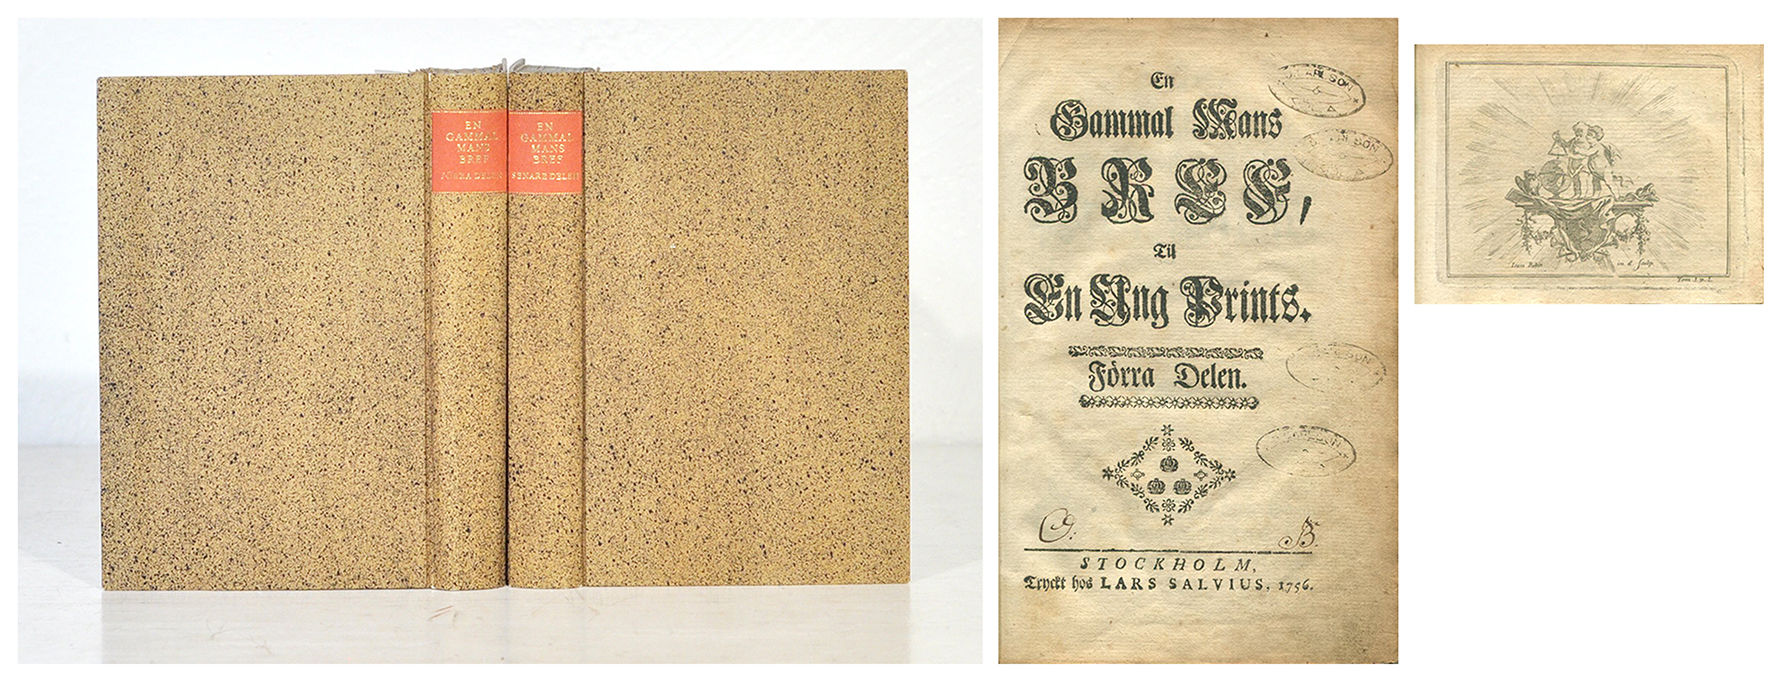 EN
GAMMAL
MANS
BREF
FÖRRA DELEN
EN
GAMMAL
MANS
BREF
SENARE DELEN
En
Gammal Mans
BREF,
Til
En Ung Prints.
Förra Delen.
C. B.
STOCKHOLM,
Tryckt hos LARS SALVIUS, 1756.
Tom. I.